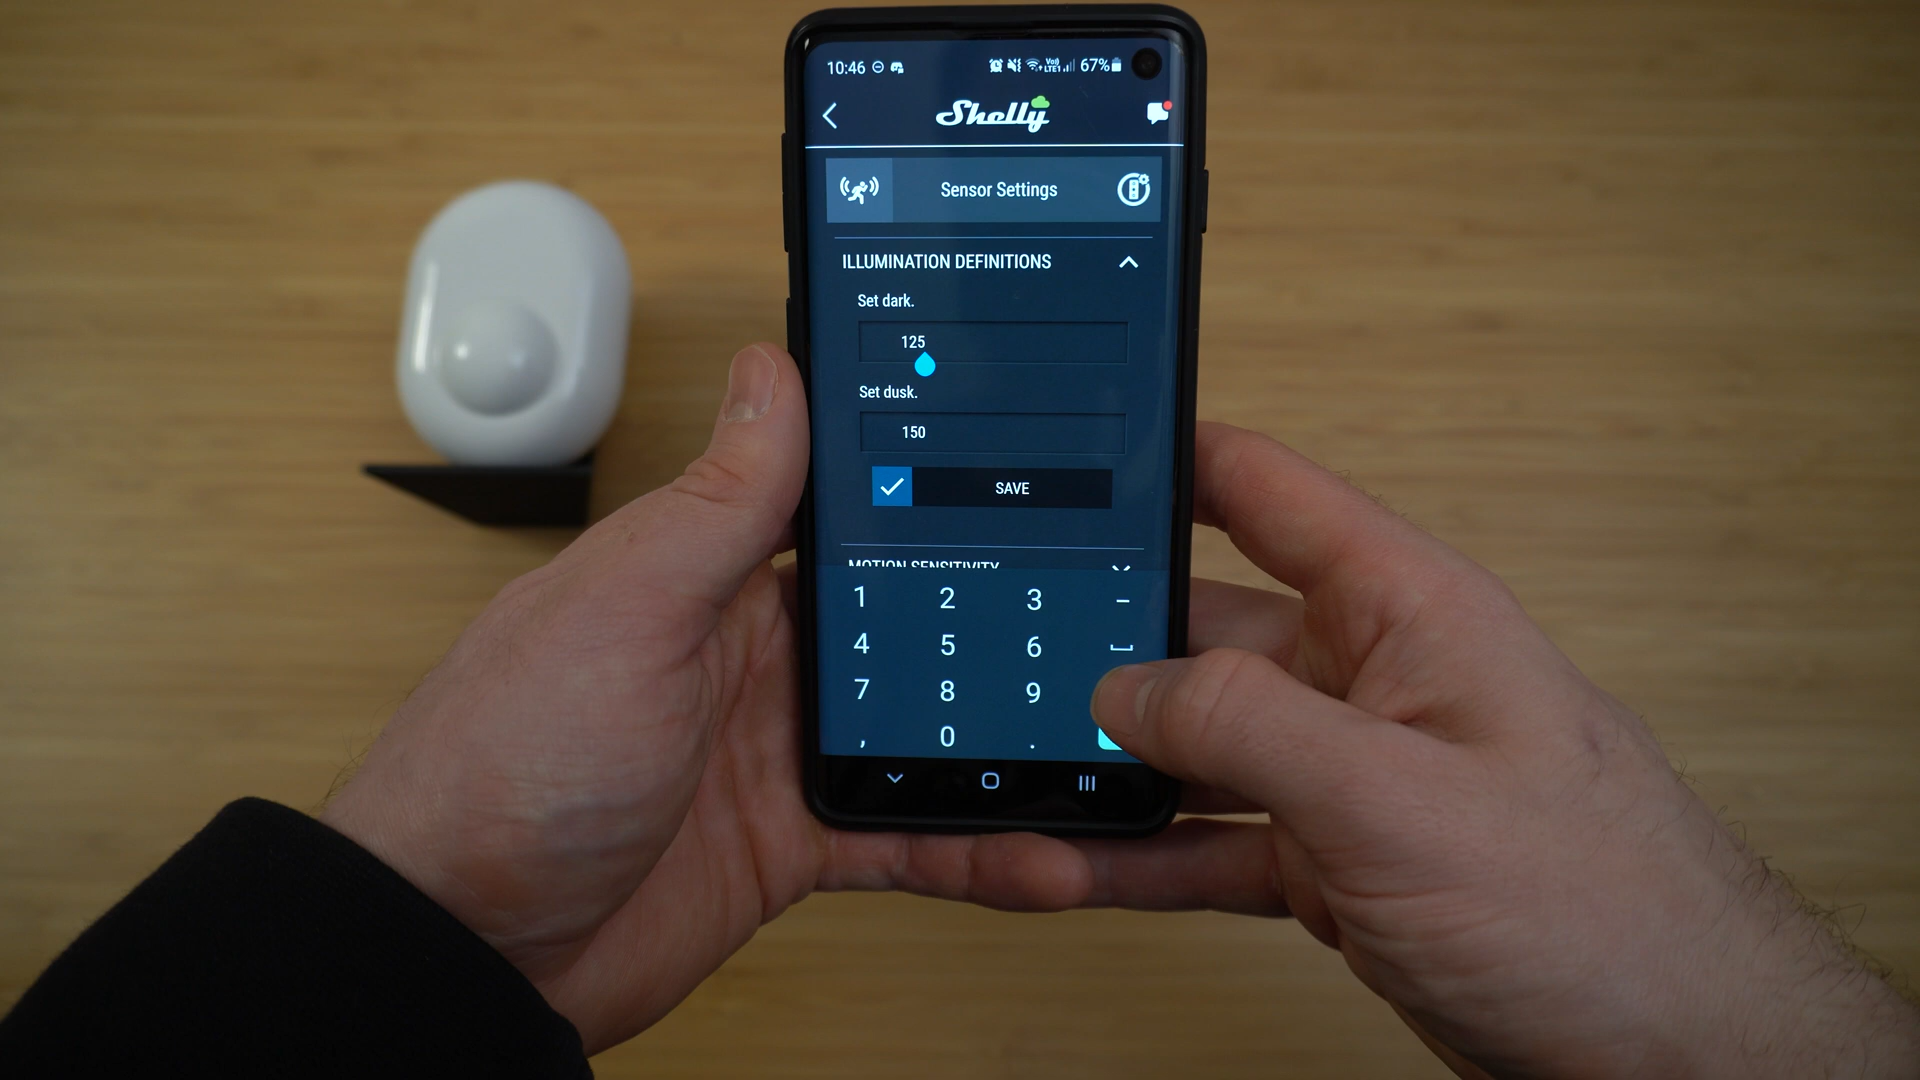 10:46 67%
Shelly
Sensor Settings
ILLUMINATION DEFINITIONS
Set dark.
125
Set dusk.
150
SAVE
MOTION SENSITIVITY
1 2 3 –
4 5 6
7 8 9
, 0 .